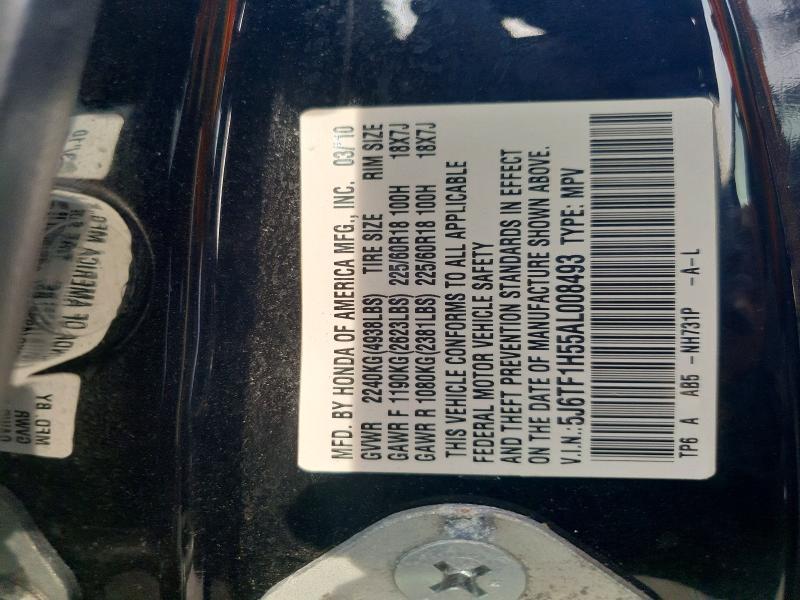 MFD. BY HONDA OF AMERICA MFG., INC. 03/10
GVWR 2240KG(4938LBS) TIRE SIZE RIM SIZE
GAWR F 1190KG(2623LBS) 225/60R18 100H 18X7J
GAWR R 1080KG(2381LBS) 225/60R18 100H 18X7J
THIS VEHICLE CONFORMS TO ALL APPLICABLE
FEDERAL MOTOR VEHICLE SAFETY
AND THEFT PREVENTION STANDARDS IN EFFECT
ON THE DATE OF MANUFACTURE SHOWN ABOVE.
V.I.N.: 5J6TF1H55AL008493 TYPE: MPV
TP6 A AB5 -NH731P -A-L